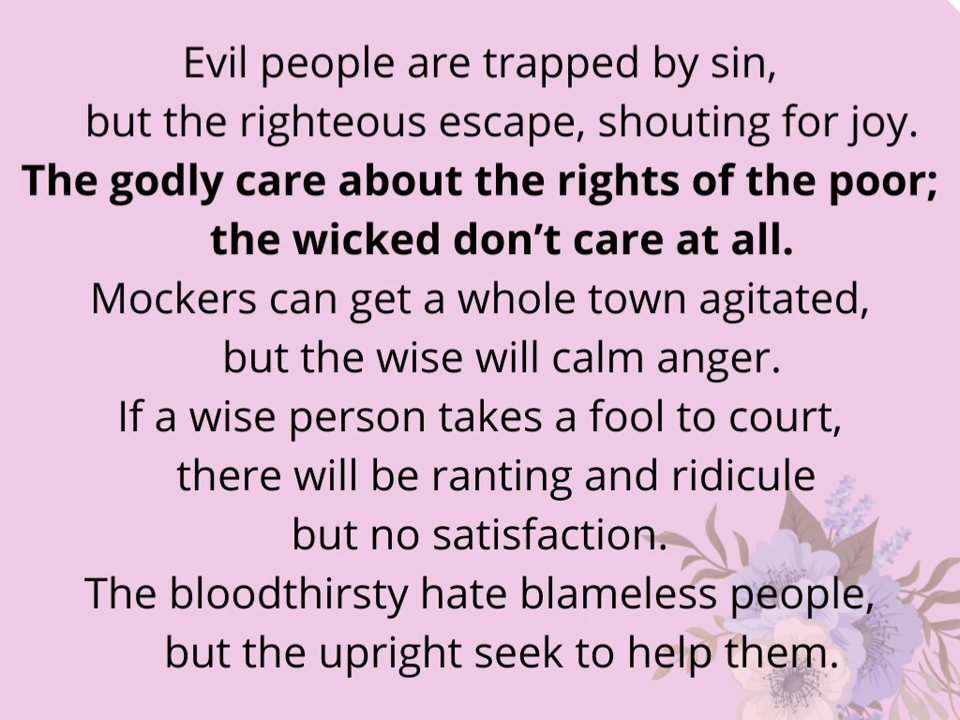 Evil people are trapped by sin,
but the righteous escape, shouting for joy.
The godly care about the rights of the poor;
the wicked don’t care at all.
Mockers can get a whole town agitated,
but the wise will calm anger.
If a wise person takes a fool to court,
there will be ranting and ridicule
but no satisfaction.
The bloodthirsty hate blameless people,
but the upright seek to help them.